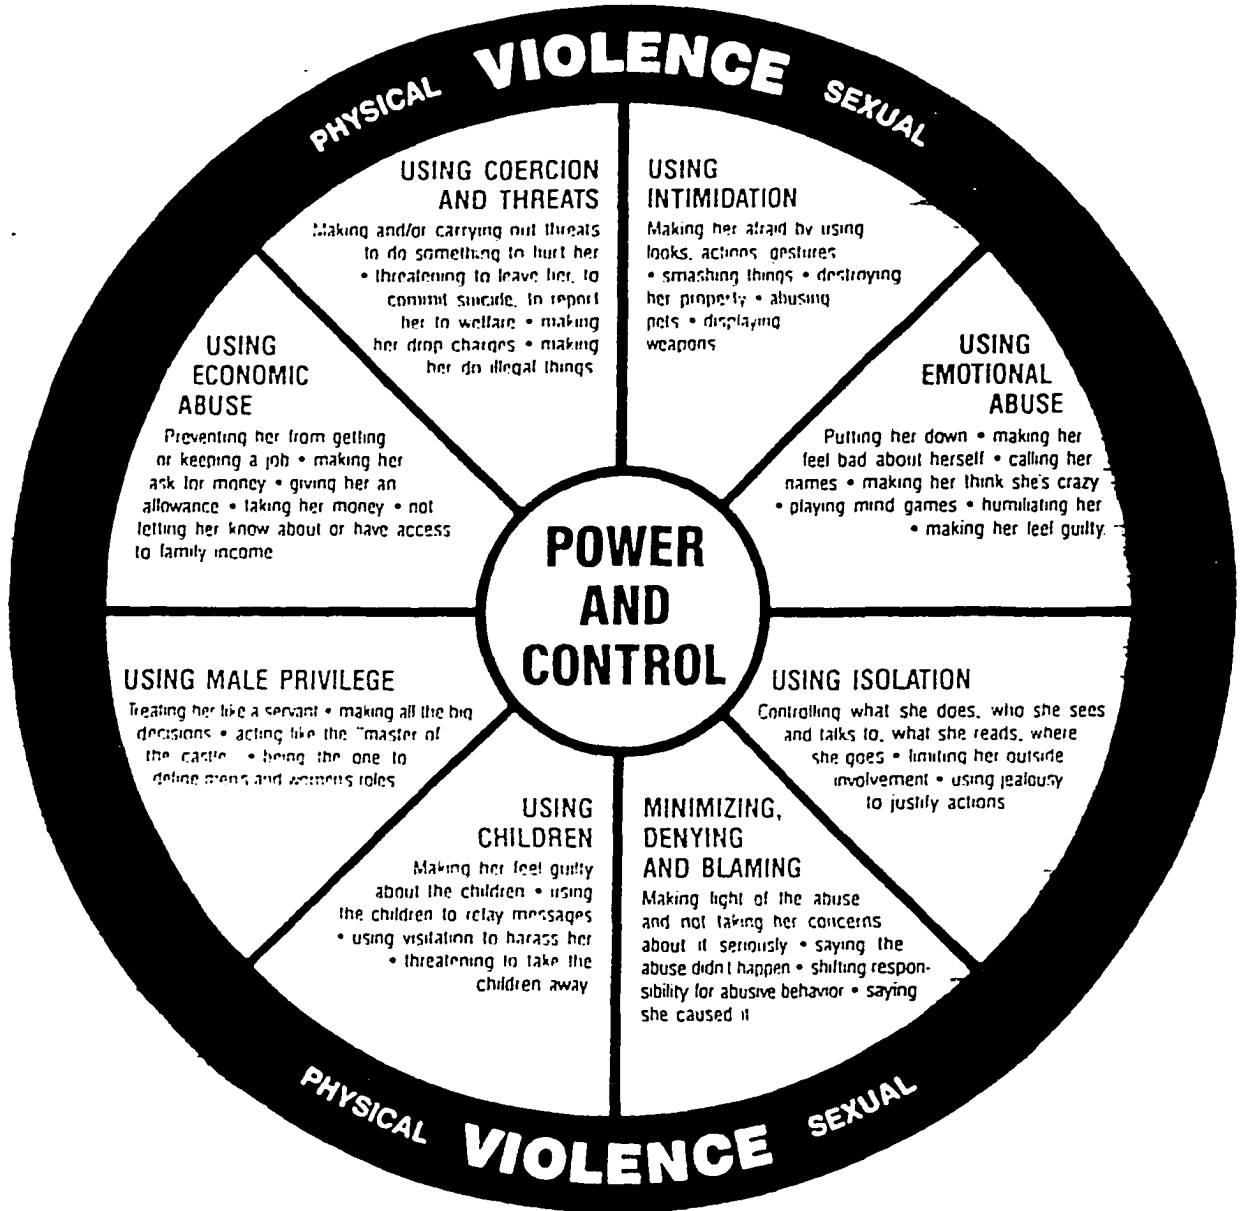 PHYSICAL VIOLENCE SEXUAL
USING COERCION
AND THREATS
Making and/or carrying out threats
to do something to hurt her
• threatening to leave her, to
commit suicide, to report
her to welfare • making
her drop charges • making
her do illegal things
USING
INTIMIDATION
Making her afraid by using
looks, actions, gestures
• smashing things • destroying
her property • abusing
pets • displaying
weapons
USING
EMOTIONAL
ABUSE
Putting her down • making her
feel bad about herself • calling her
names • making her think she's crazy
• playing mind games • humiliating her
• making her feel guilty.
USING ISOLATION
Controlling what she does, who she sees
and talks to, what she reads, where
she goes • limiting her outside
involvement • using jealousy
to justify actions
MINIMIZING,
DENYING
AND BLAMING
Making light of the abuse
and not taking her concerns
about it seriously • saying the
abuse didn't happen • shifting respon-
sibility for abusive behavior • saying
she caused it
USING
CHILDREN
Making her feel guilty
about the children • using
the children to relay messages
• using visitation to harass her
• threatening to take the
children away
USING MALE PRIVILEGE
Treating her like a servant • making all the big
decisions • acting like the "master of
the castle • being the one to
define men's and women's roles
USING
ECONOMIC
ABUSE
Preventing her from getting
or keeping a job • making her
ask for money • giving her an
allowance • taking her money • not
letting her know about or have access
to family income
POWER
AND
CONTROL
PHYSICAL VIOLENCE SEXUAL